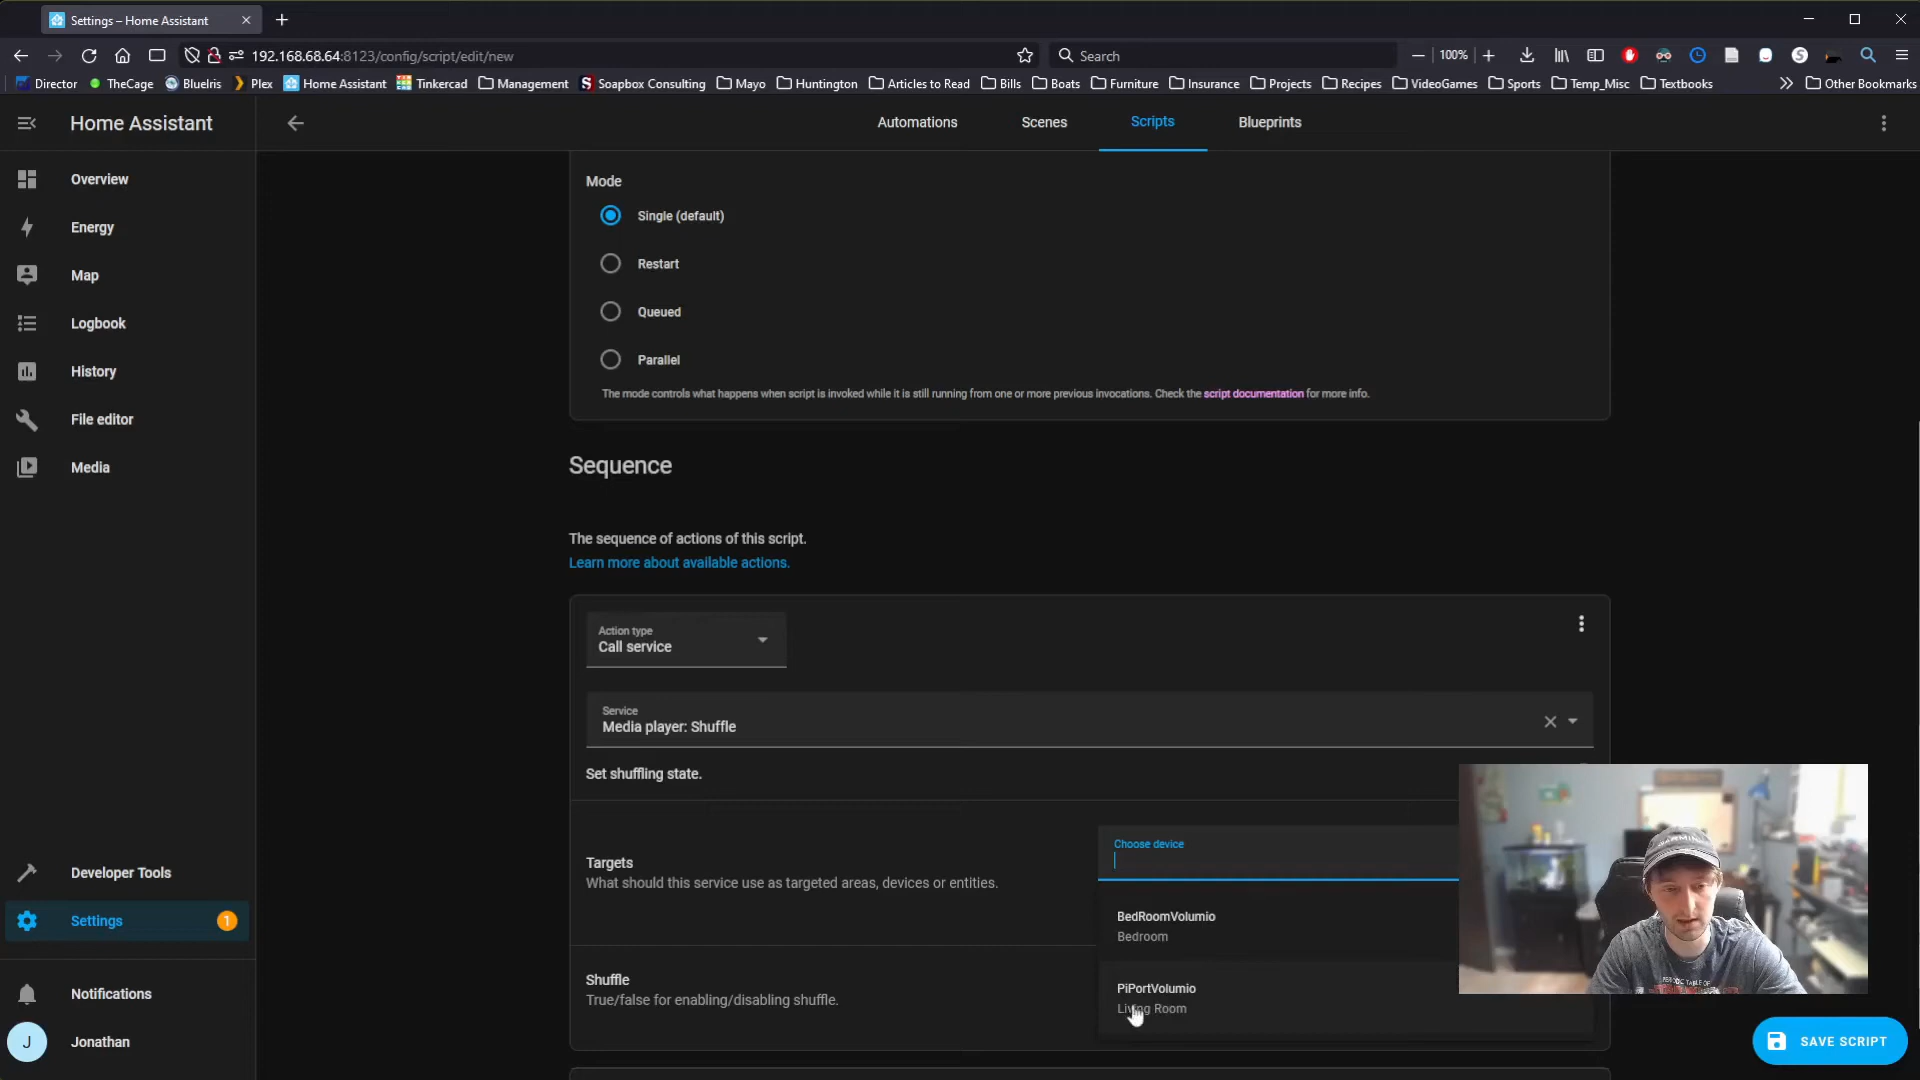 Settings – Home Assistant
192.168.68.64:8123/config/script/edit/new
100%
Search
Director
TheCage
BlueIris
Plex
Home Assistant
Tinkercad
Management
Soapbox Consulting
Mayo
Huntington
Articles to Read
Bills
Boats
Furniture
Insurance
Projects
Recipes
VideoGames
Sports
Temp_Misc
Textbooks
Other Bookmarks
Home Assistant
Automations
Scenes
Scripts
Blueprints
Overview
Energy
Map
Logbook
History
File editor
Media
Developer Tools
Settings
1
Notifications
J
Jonathan
Mode
Single (default)
Restart
Queued
Parallel
The mode controls what happens when script is invoked while it is still running from one or more previous invocations. Check the script documentation for more info.
Sequence
The sequence of actions of this script.
Learn more about available actions.
Action type
Call service
Service
Media player: Shuffle
Set shuffling state.
Targets
What should this service use as targeted areas, devices or entities.
Choose device
BedRoomVolumio
Bedroom
PiPortVolumio
Living Room
Shuffle
True/false for enabling/disabling shuffle.
PERIODIC TABLE OF
SAVE SCRIPT